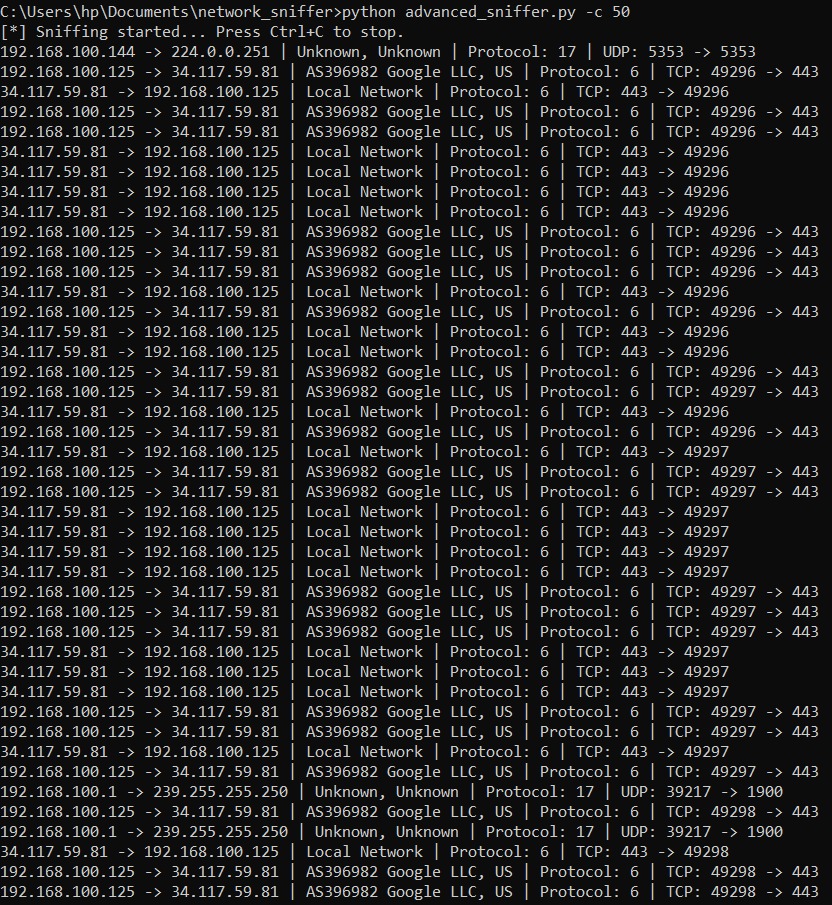 C:\Users\hp\Documents\network_sniffer>python advanced_sniffer.py -c 50
[*] Sniffing started... Press Ctrl+C to stop.
192.168.100.144 -> 224.0.0.251 | Unknown, Unknown | Protocol: 17 | UDP: 5353 -> 5353
192.168.100.125 -> 34.117.59.81 | AS396982 Google LLC, US | Protocol: 6 | TCP: 49296 -> 443
34.117.59.81 -> 192.168.100.125 | Local Network | Protocol: 6 | TCP: 443 -> 49296
192.168.100.125 -> 34.117.59.81 | AS396982 Google LLC, US | Protocol: 6 | TCP: 49296 -> 443
192.168.100.125 -> 34.117.59.81 | AS396982 Google LLC, US | Protocol: 6 | TCP: 49296 -> 443
34.117.59.81 -> 192.168.100.125 | Local Network | Protocol: 6 | TCP: 443 -> 49296
34.117.59.81 -> 192.168.100.125 | Local Network | Protocol: 6 | TCP: 443 -> 49296
34.117.59.81 -> 192.168.100.125 | Local Network | Protocol: 6 | TCP: 443 -> 49296
34.117.59.81 -> 192.168.100.125 | Local Network | Protocol: 6 | TCP: 443 -> 49296
192.168.100.125 -> 34.117.59.81 | AS396982 Google LLC, US | Protocol: 6 | TCP: 49296 -> 443
192.168.100.125 -> 34.117.59.81 | AS396982 Google LLC, US | Protocol: 6 | TCP: 49296 -> 443
192.168.100.125 -> 34.117.59.81 | AS396982 Google LLC, US | Protocol: 6 | TCP: 49296 -> 443
34.117.59.81 -> 192.168.100.125 | Local Network | Protocol: 6 | TCP: 443 -> 49296
192.168.100.125 -> 34.117.59.81 | AS396982 Google LLC, US | Protocol: 6 | TCP: 49296 -> 443
34.117.59.81 -> 192.168.100.125 | Local Network | Protocol: 6 | TCP: 443 -> 49296
34.117.59.81 -> 192.168.100.125 | Local Network | Protocol: 6 | TCP: 443 -> 49296
192.168.100.125 -> 34.117.59.81 | AS396982 Google LLC, US | Protocol: 6 | TCP: 49296 -> 443
192.168.100.125 -> 34.117.59.81 | AS396982 Google LLC, US | Protocol: 6 | TCP: 49297 -> 443
34.117.59.81 -> 192.168.100.125 | Local Network | Protocol: 6 | TCP: 443 -> 49296
192.168.100.125 -> 34.117.59.81 | AS396982 Google LLC, US | Protocol: 6 | TCP: 49296 -> 443
34.117.59.81 -> 192.168.100.125 | Local Network | Protocol: 6 | TCP: 443 -> 49297
192.168.100.125 -> 34.117.59.81 | AS396982 Google LLC, US | Protocol: 6 | TCP: 49297 -> 443
192.168.100.125 -> 34.117.59.81 | AS396982 Google LLC, US | Protocol: 6 | TCP: 49297 -> 443
34.117.59.81 -> 192.168.100.125 | Local Network | Protocol: 6 | TCP: 443 -> 49297
34.117.59.81 -> 192.168.100.125 | Local Network | Protocol: 6 | TCP: 443 -> 49297
34.117.59.81 -> 192.168.100.125 | Local Network | Protocol: 6 | TCP: 443 -> 49297
34.117.59.81 -> 192.168.100.125 | Local Network | Protocol: 6 | TCP: 443 -> 49297
192.168.100.125 -> 34.117.59.81 | AS396982 Google LLC, US | Protocol: 6 | TCP: 49297 -> 443
192.168.100.125 -> 34.117.59.81 | AS396982 Google LLC, US | Protocol: 6 | TCP: 49297 -> 443
192.168.100.125 -> 34.117.59.81 | AS396982 Google LLC, US | Protocol: 6 | TCP: 49297 -> 443
34.117.59.81 -> 192.168.100.125 | Local Network | Protocol: 6 | TCP: 443 -> 49297
34.117.59.81 -> 192.168.100.125 | Local Network | Protocol: 6 | TCP: 443 -> 49297
34.117.59.81 -> 192.168.100.125 | Local Network | Protocol: 6 | TCP: 443 -> 49297
192.168.100.125 -> 34.117.59.81 | AS396982 Google LLC, US | Protocol: 6 | TCP: 49297 -> 443
192.168.100.125 -> 34.117.59.81 | AS396982 Google LLC, US | Protocol: 6 | TCP: 49297 -> 443
34.117.59.81 -> 192.168.100.125 | Local Network | Protocol: 6 | TCP: 443 -> 49297
192.168.100.125 -> 34.117.59.81 | AS396982 Google LLC, US | Protocol: 6 | TCP: 49297 -> 443
192.168.100.1 -> 239.255.255.250 | Unknown, Unknown | Protocol: 17 | UDP: 39217 -> 1900
192.168.100.125 -> 34.117.59.81 | AS396982 Google LLC, US | Protocol: 6 | TCP: 49298 -> 443
192.168.100.1 -> 239.255.255.250 | Unknown, Unknown | Protocol: 17 | UDP: 39217 -> 1900
34.117.59.81 -> 192.168.100.125 | Local Network | Protocol: 6 | TCP: 443 -> 49298
192.168.100.125 -> 34.117.59.81 | AS396982 Google LLC, US | Protocol: 6 | TCP: 49298 -> 443
192.168.100.125 -> 34.117.59.81 | AS396982 Google LLC, US | Protocol: 6 | TCP: 49298 -> 443